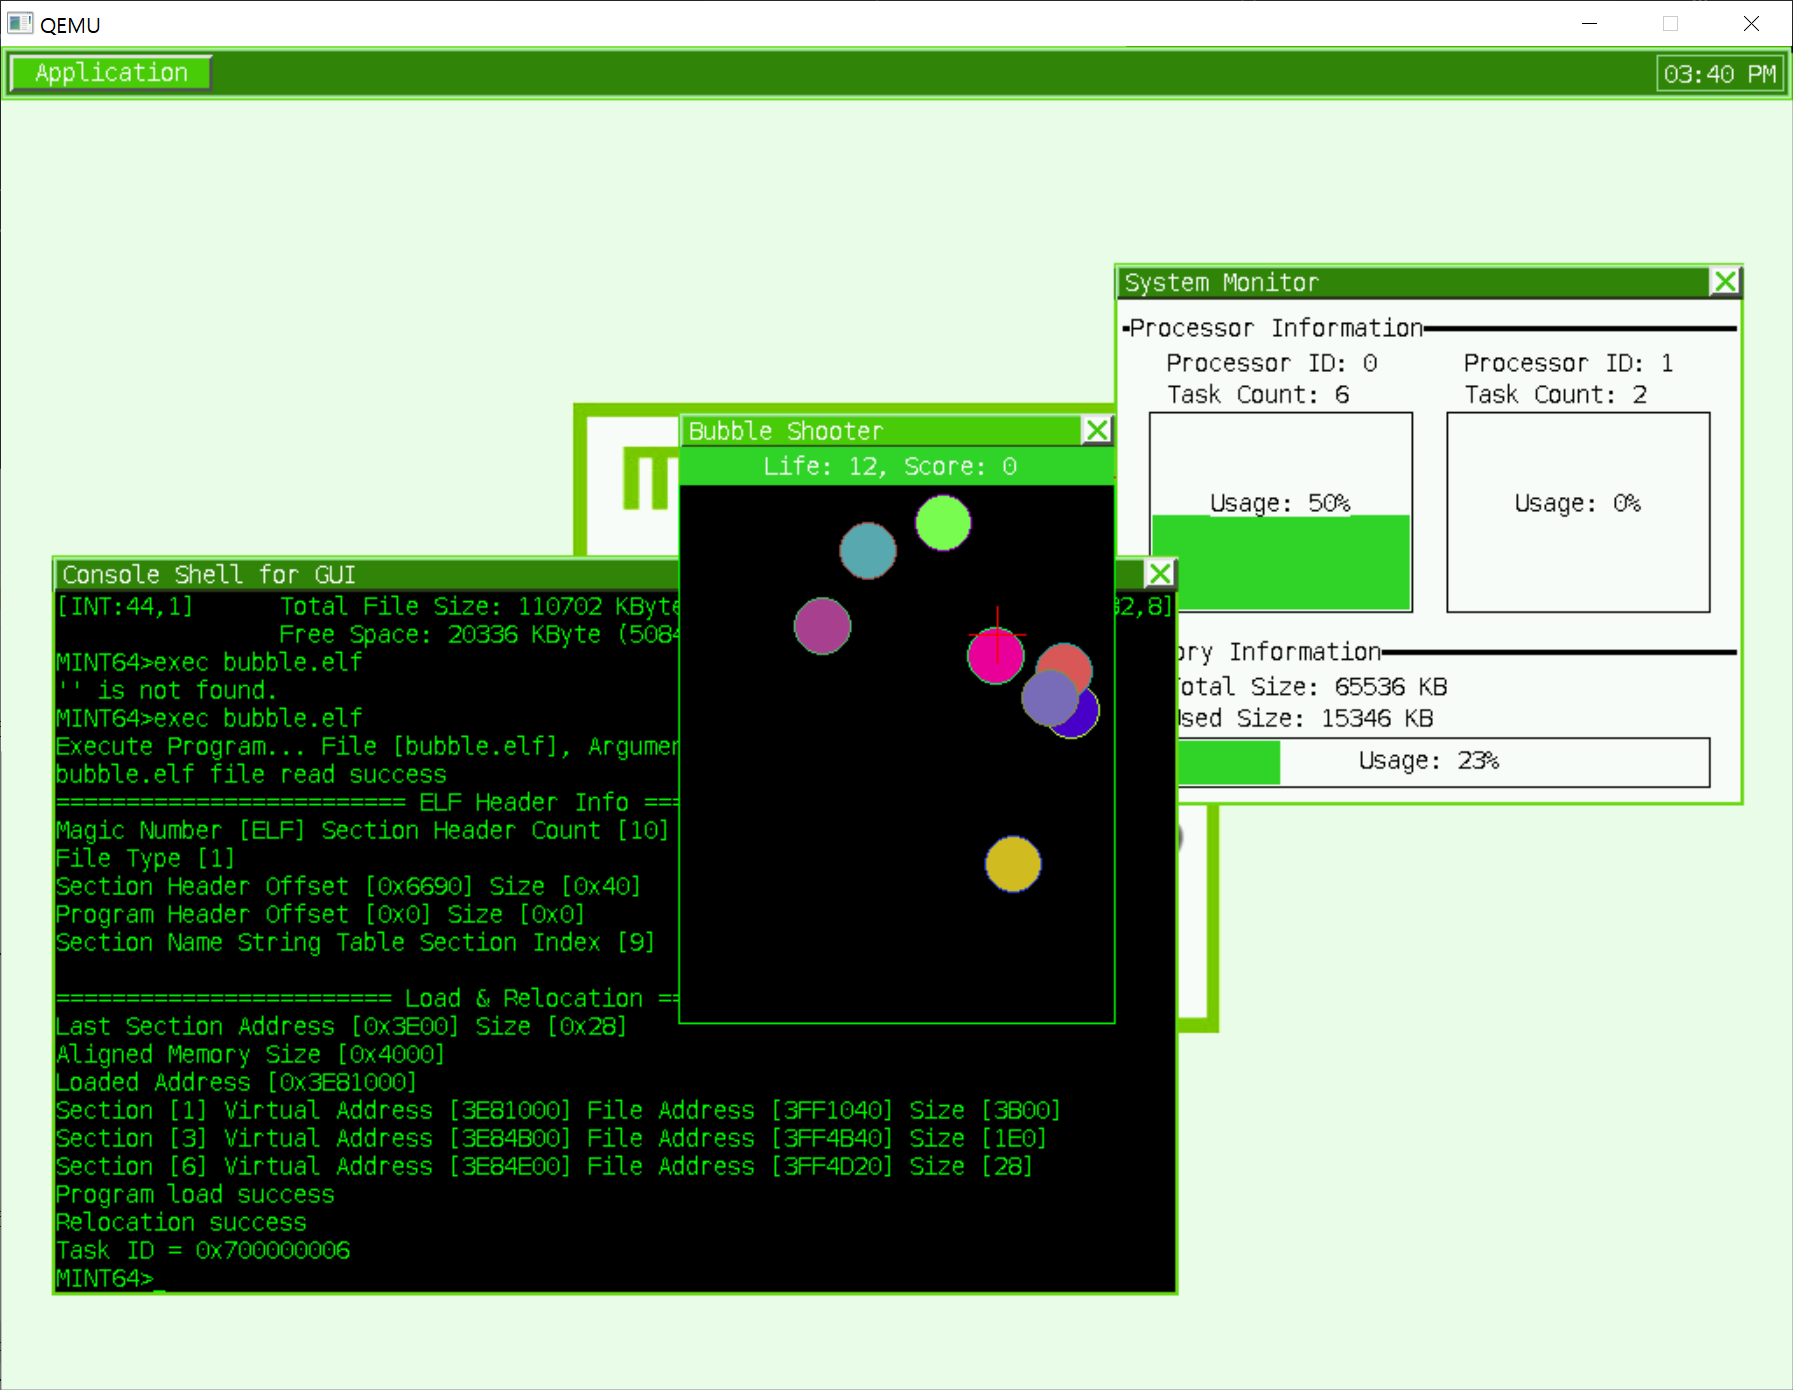 QEMU
Application
03:40 PM
System Monitor
Processor Information
Processor ID: 0
Processor ID: 1
Task Count: 6
Task Count: 2
Usage: 50%
Usage: 0%
ory Information
otal Size: 65536 KB
sed Size: 15346 KB
Usage: 23%
Bubble Shooter
Life: 12, Score: 0
Console Shell for GUI
[INT:44,1] Total File Size: 110702 KByte 32,8]
Free Space: 20336 KByte (5084
MINT64>exec bubble.elf
'' is not found.
MINT64>exec bubble.elf
Execute Program... File [bubble.elf], Argumen
bubble.elf file read success
========================= ELF Header Info ===
Magic Number [ELF] Section Header Count [10]
File Type [1]
Section Header Offset [0x6690] Size [0x40]
Program Header Offset [0x0] Size [0x0]
Section Name String Table Section Index [9]
======================== Load & Relocation ==
Last Section Address [0x3E00] Size [0x28]
Aligned Memory Size [0x4000]
Loaded Address [0x3E81000]
Section [1] Virtual Address [3E81000] File Address [3FF1040] Size [3B00]
Section [3] Virtual Address [3E84B00] File Address [3FF4B40] Size [1E0]
Section [6] Virtual Address [3E84E00] File Address [3FF4D20] Size [28]
Program load success
Relocation success
Task ID = 0x700000006
MINT64>_